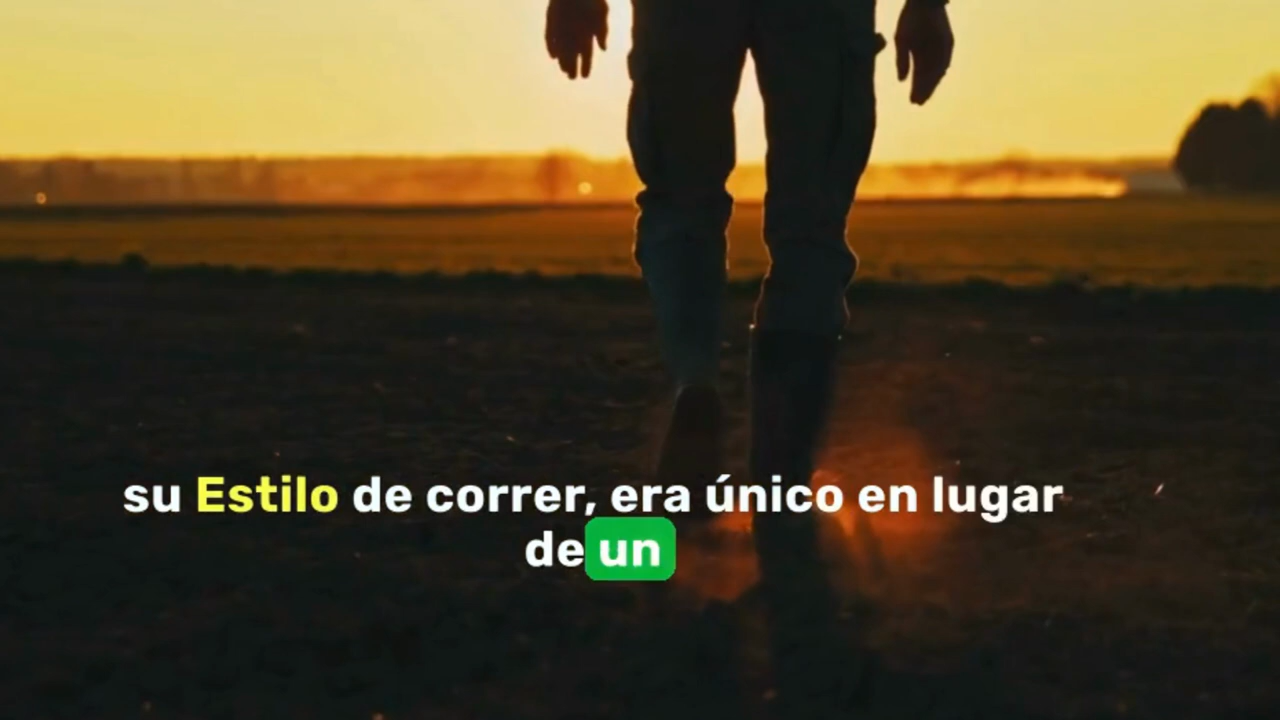 su Estilo de correr, era único en lugar
de un